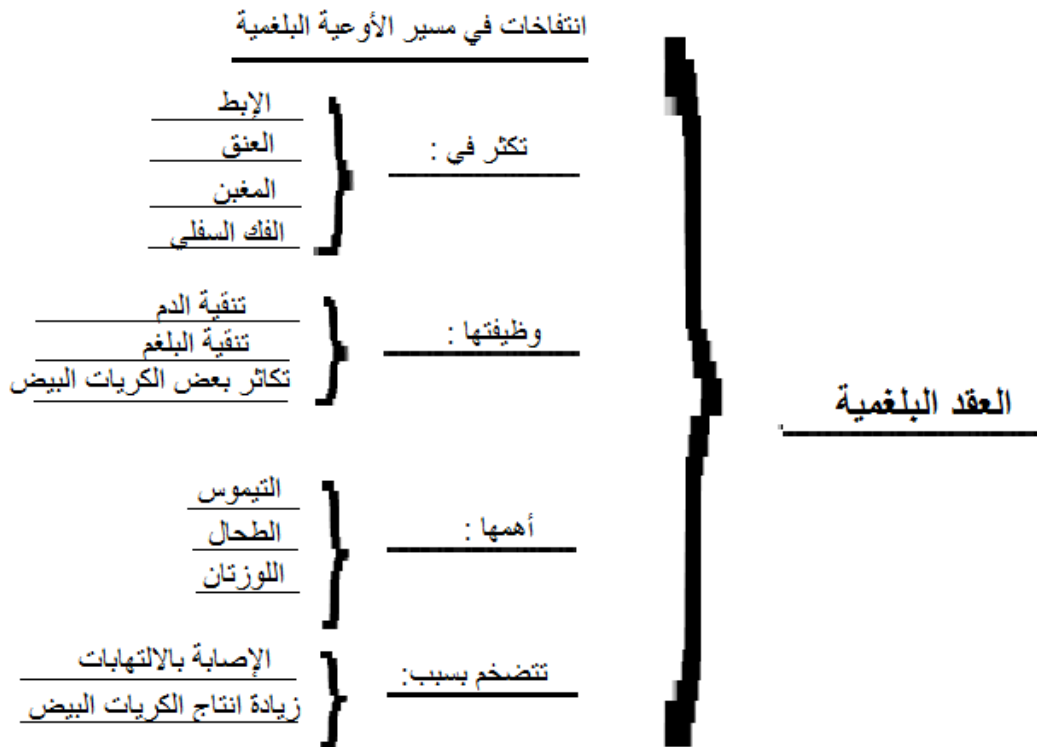 العقد البلغمية
انتفاخات في مسير الأوعية البلغمية
تكثر في :
الإبط
العنق
المغبن
الفك السفلي
وظيفتها :
تنقية الدم
تنقية البلغم
تكاثر بعض الكريات البيض
أهمها :
التيموس
الطحال
اللوزتان
تتضخم بسبب:
الإصابة بالالتهابات
زيادة انتاج الكريات البيض